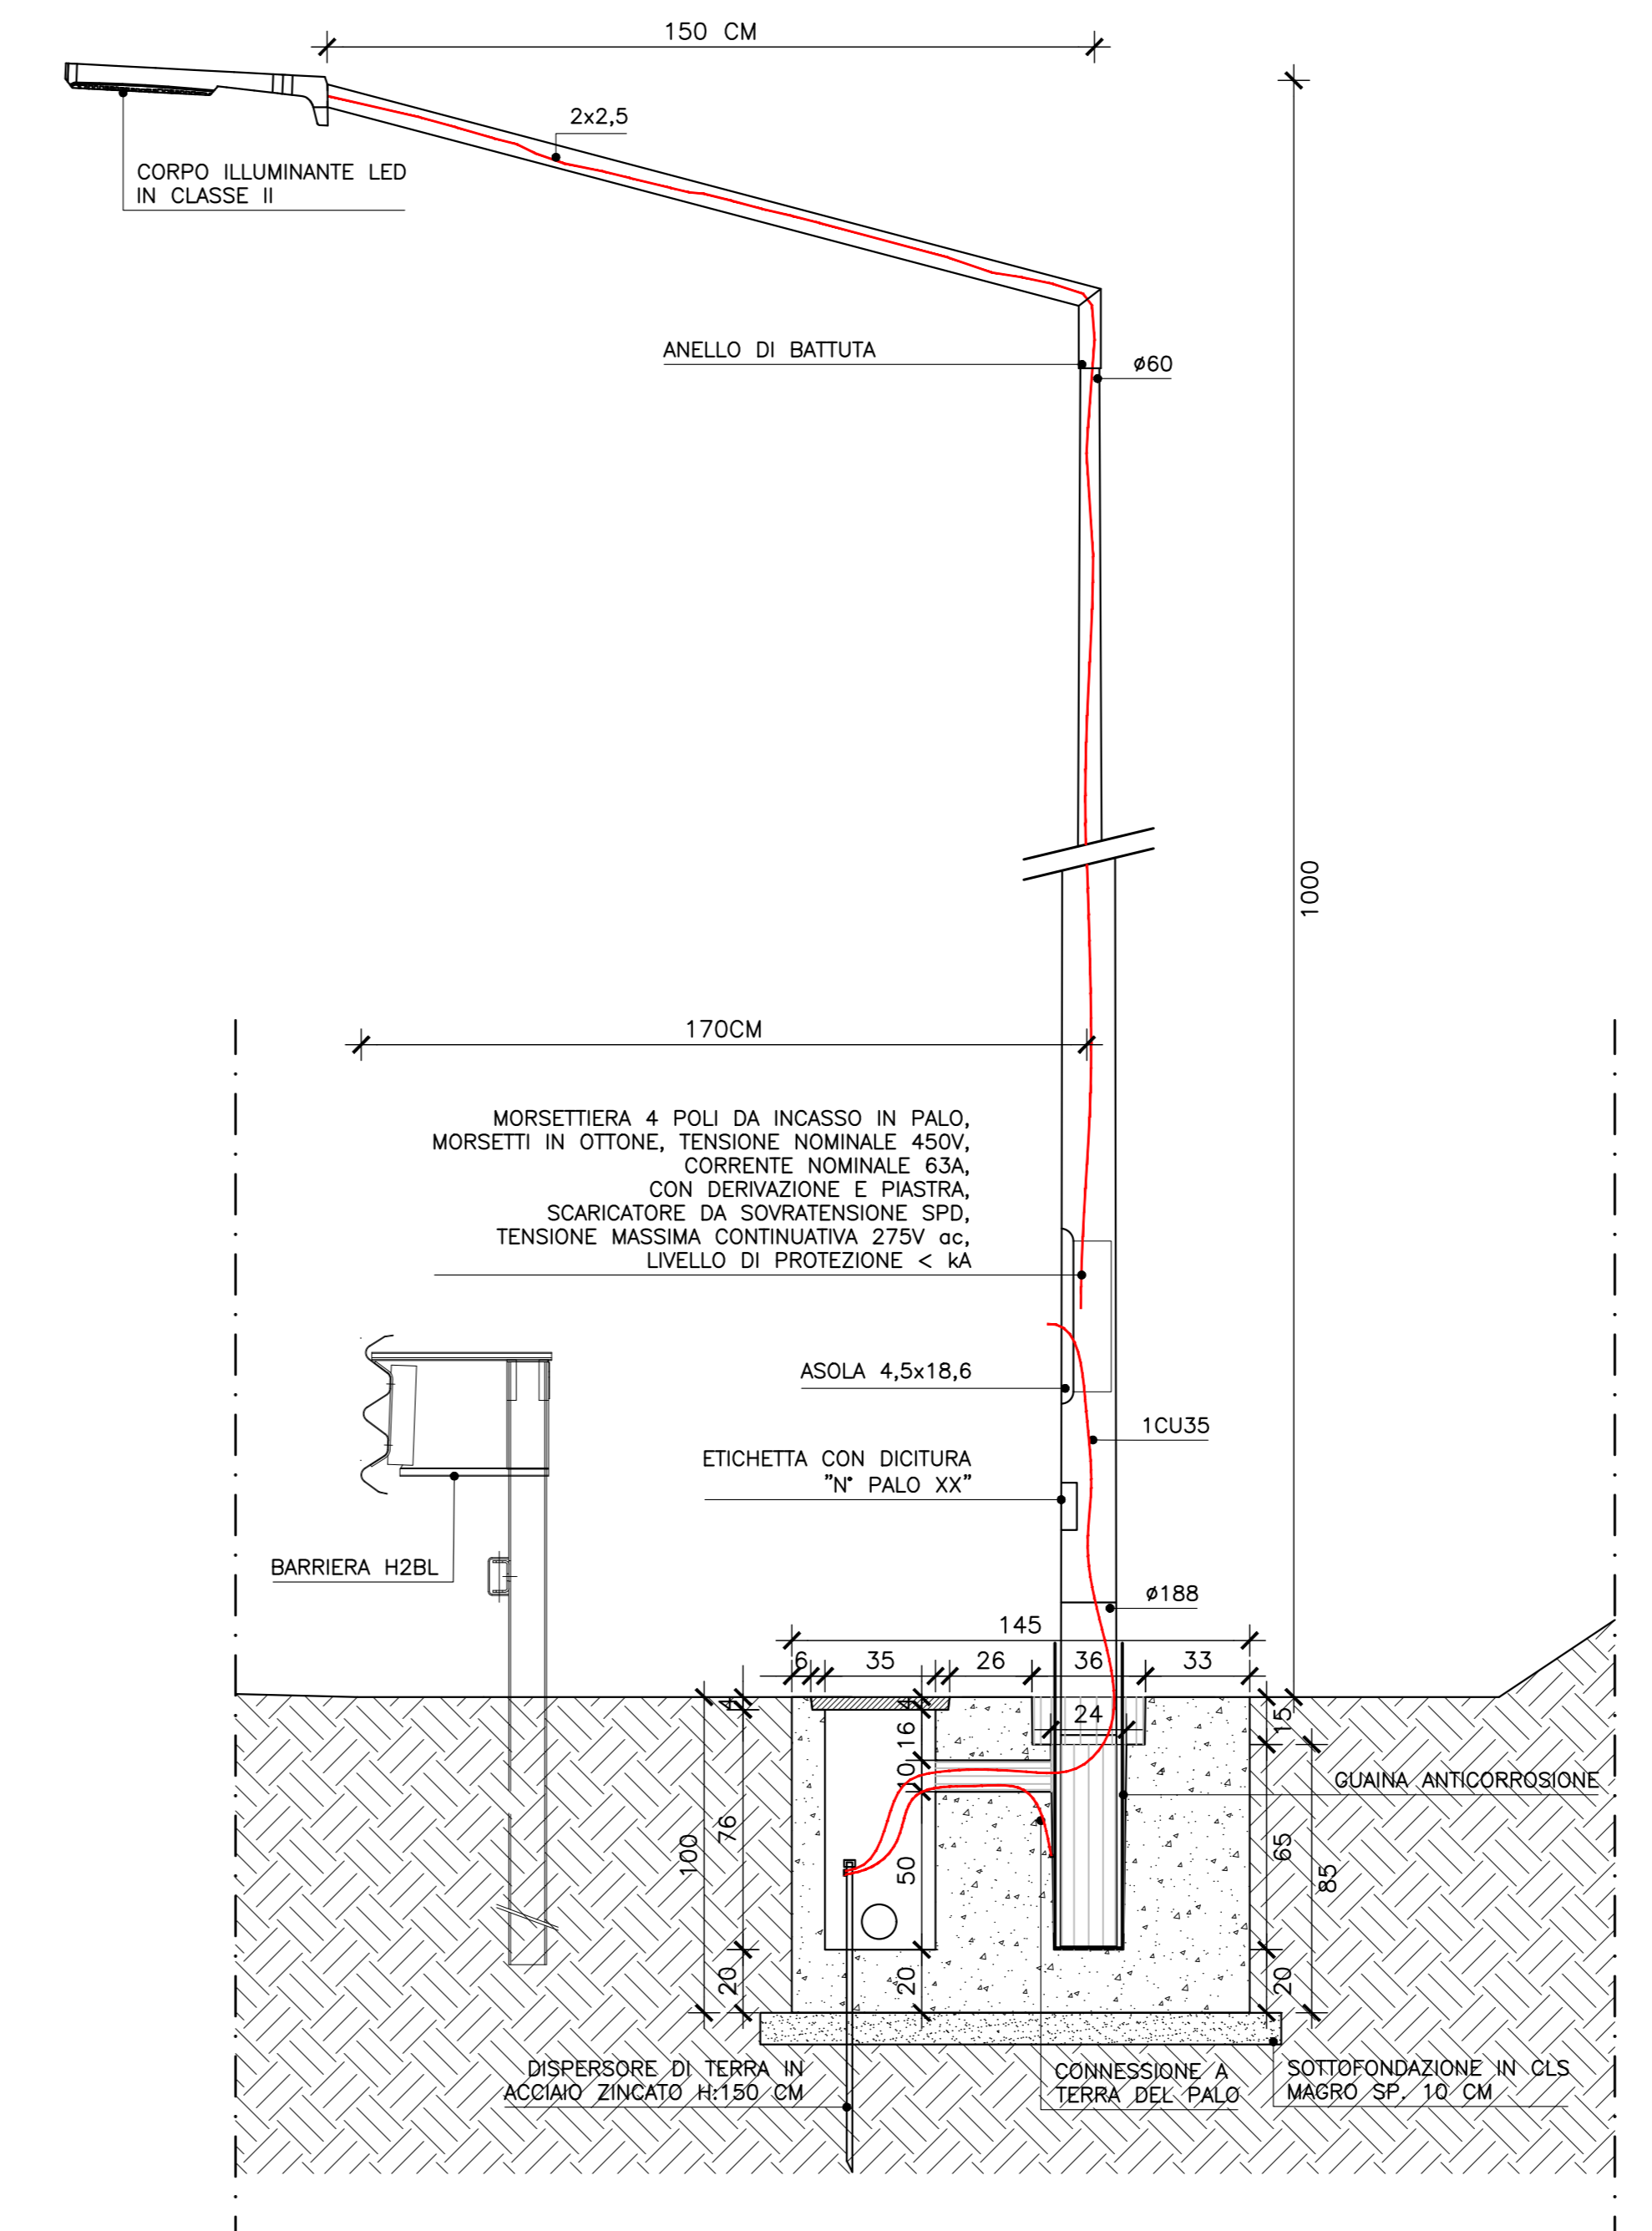 150 CM
2x2,5
CORPO ILLUMINANTE LED
IN CLASSE II
ANELLO DI BATTUTA
ø60
1000
170CM
MORSETTIERA 4 POLI DA INCASSO IN PALO,
MORSETTI IN OTTONE, TENSIONE NOMINALE 450V,
CORRENTE NOMINALE 63A,
CON DERIVAZIONE E PIASTRA,
SCARICATORE DA SOVRATENSIONE SPD,
TENSIONE MASSIMA CONTINUATIVA 275V ac,
LIVELLO DI PROTEZIONE < kA
ASOLA 4,5x18,6
1CU35
ETICHETTA CON DICITURA
"N° PALO XX"
BARRIERA H2BL
ø188
145
6
35
26
36
33
4
4
24
15
16
10
GUAINA ANTICORROSIONE
76
100
50
65
85
20
20
20
DISPERSORE DI TERRA IN
ACCIAIO ZINCATO H:150 CM
CONNESSIONE A
TERRA DEL PALO
SOTTOFONDAZIONE IN CLS
MAGRO SP. 10 CM